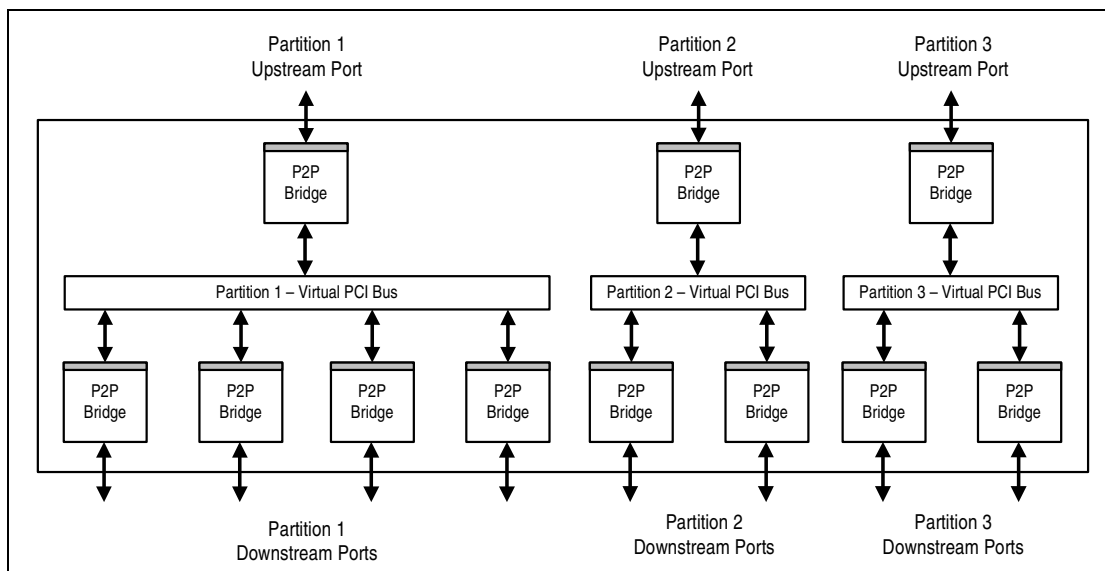 Partition 1
Upstream Port
Partition 2
Upstream Port
Partition 3
Upstream Port
P2P
Bridge
P2P
Bridge
P2P
Bridge
Partition 1 – Virtual PCI Bus
Partition 2 – Virtual PCI Bus
Partition 3 – Virtual PCI Bus
P2P
Bridge
P2P
Bridge
P2P
Bridge
P2P
Bridge
P2P
Bridge
P2P
Bridge
P2P
Bridge
P2P
Bridge
Partition 1
Downstream Ports
Partition 2
Downstream Ports
Partition 3
Downstream Ports